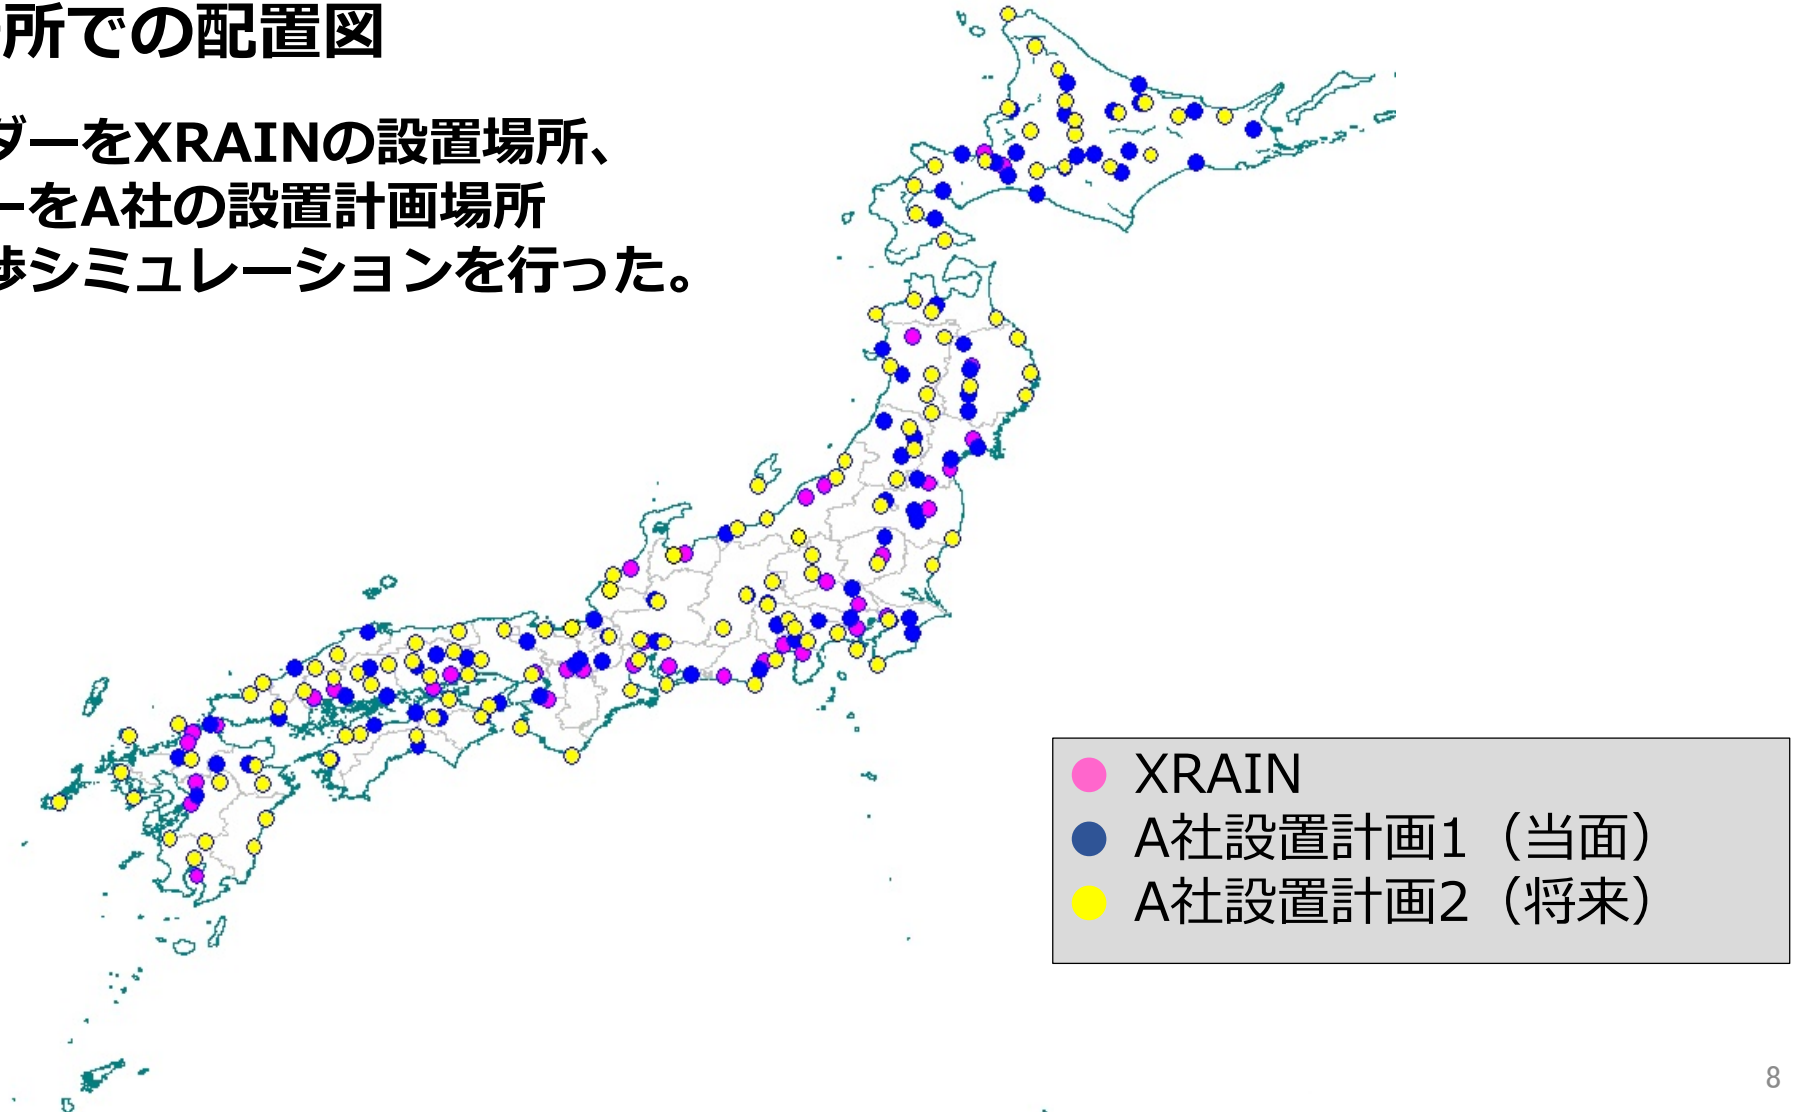 所での配置図
ダーをXRAINの設置場所、
ーをA社の設置計画場所
渉シミュレーションを行った。
XRAIN
A社設置計画1（当面）
A社設置計画2（将来）
8